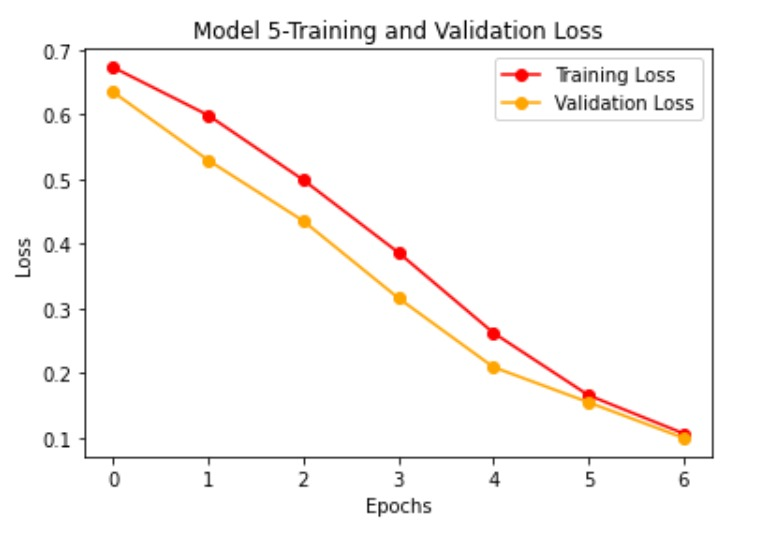 Model 5-Training and Validation Loss
Training Loss
Validation Loss
0.7
0.6
0.5
0.4
0.3
0.2
0.1
Loss
0 1 2 3 4 5 6
Epochs